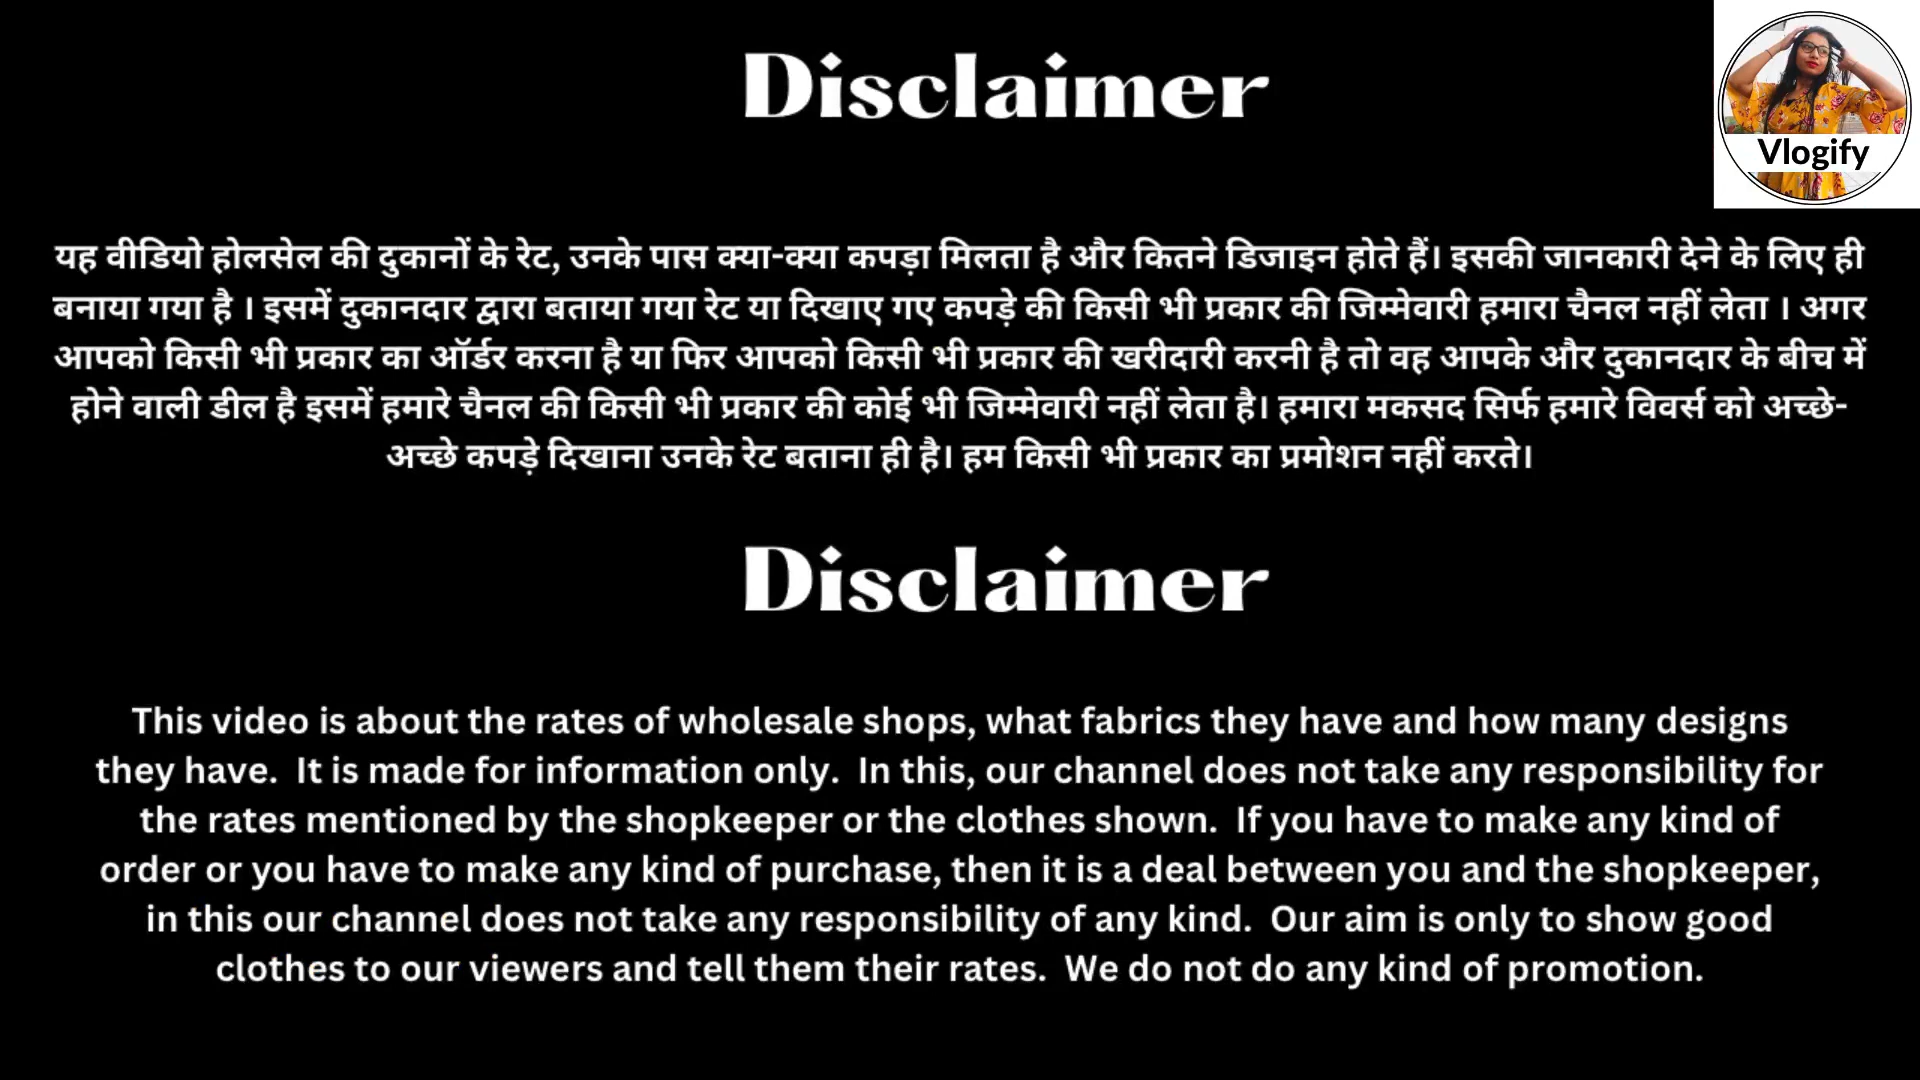 Disclaimer
Vlogify
यह वीडियो होलसेल की दुकानों के रेट, उनके पास क्या-क्या कपड़ा मिलता है और कितने डिजाइन होते हैं। इसकी जानकारी देने के लिए ही
बनाया गया है । इसमें दुकानदार द्वारा बताया गया रेट या दिखाए गए कपड़े की किसी भी प्रकार की जिम्मेवारी हमारा चैनल नहीं लेता । अगर
आपको किसी भी प्रकार का ऑर्डर करना है या फिर आपको किसी भी प्रकार की खरीदारी करनी है तो वह आपके और दुकानदार के बीच में
होने वाली डील है इसमें हमारे चैनल की किसी भी प्रकार की कोई भी जिम्मेवारी नहीं लेता है। हमारा मकसद सिर्फ हमारे विवर्स को अच्छे-
अच्छे कपड़े दिखाना उनके रेट बताना ही है। हम किसी भी प्रकार का प्रमोशन नहीं करते।
Disclaimer
This video is about the rates of wholesale shops, what fabrics they have and how many designs
they have.  It is made for information only.  In this, our channel does not take any responsibility for
the rates mentioned by the shopkeeper or the clothes shown.  If you have to make any kind of
order or you have to make any kind of purchase, then it is a deal between you and the shopkeeper,
in this our channel does not take any responsibility of any kind.  Our aim is only to show good
clothes to our viewers and tell them their rates.  We do not do any kind of promotion.